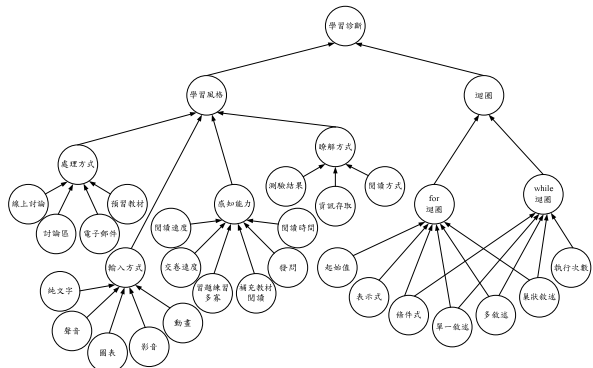 學習診斷
學習風格
迴圈
處理方式
瞭解方式
線上討論
討論區
電子郵件
預習教材
測驗結果
資訊存取
閱讀方式
感知能力
for
迴圈
while
迴圈
閱讀速度
交卷速度
習題練習
多寡
補充教材
閱讀
發問
閱讀時間
輸入方式
純文字
聲音
圖表
影音
動畫
起始值
表示式
條件式
單一敘述
多敘述
巢狀敘述
執行次數